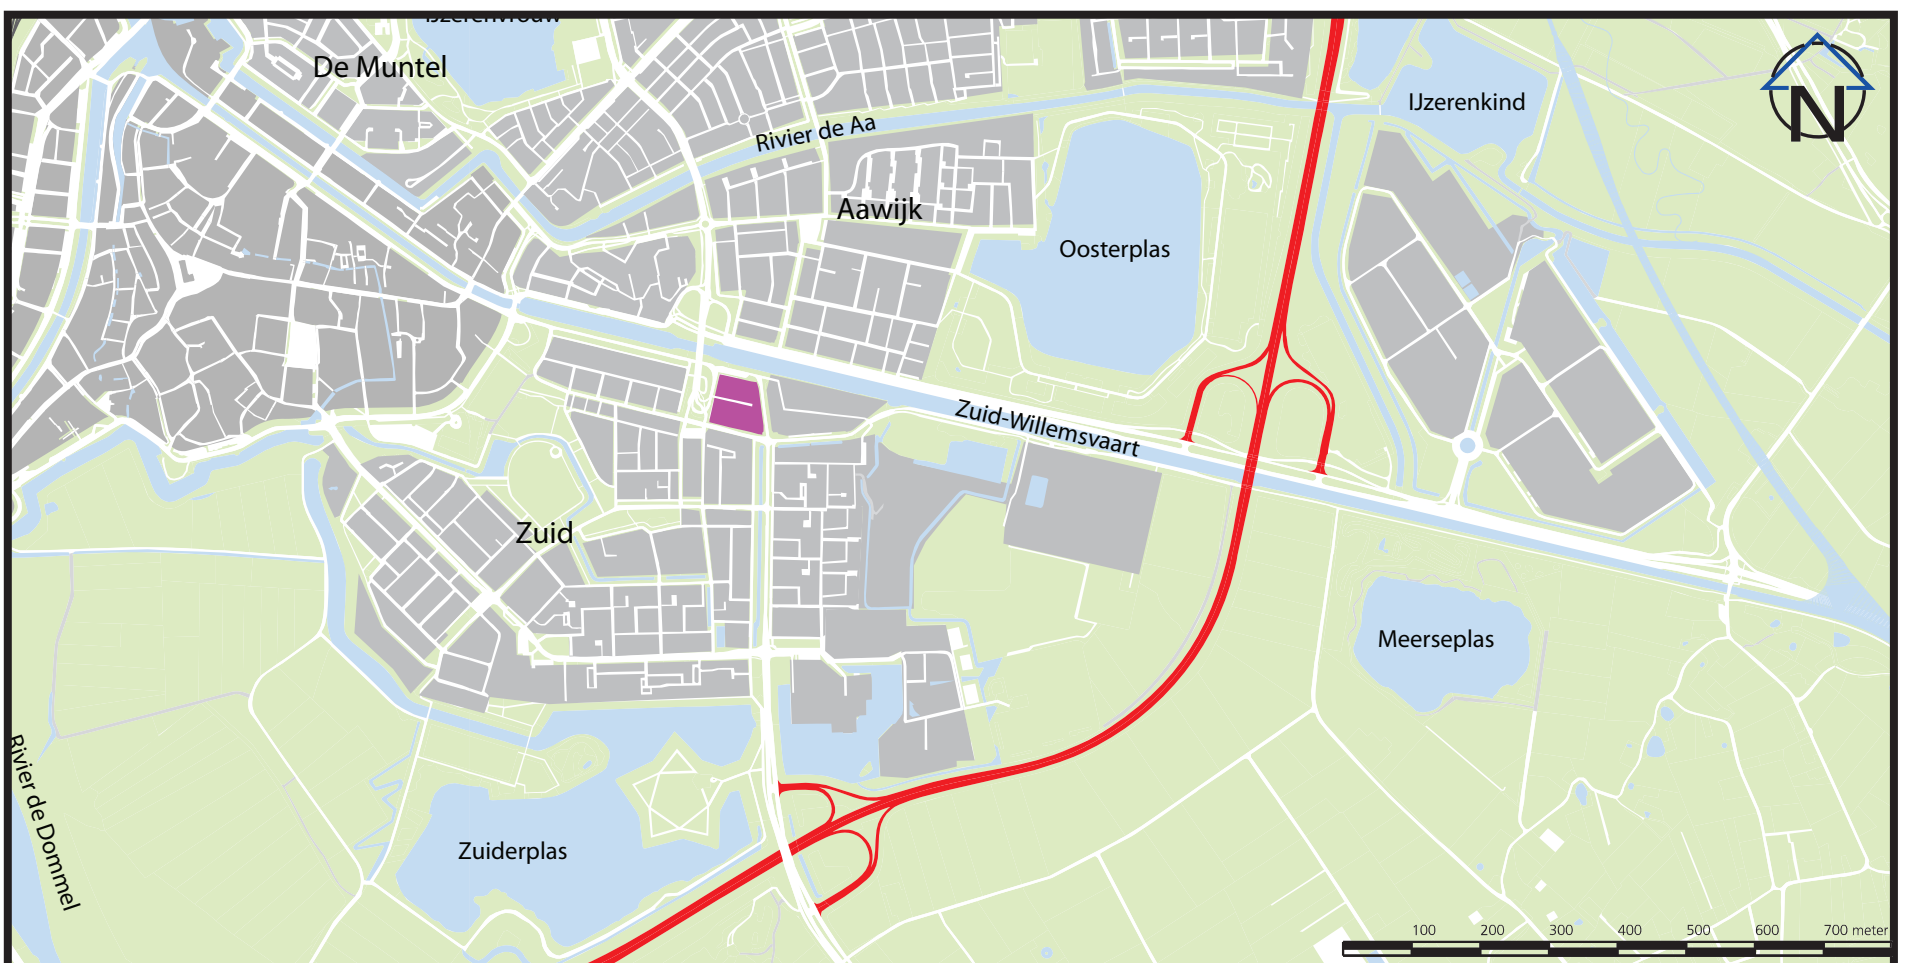 IJzerenvrouw
De Muntel
IJzerenkind
N
Rivier de Aa
Aawijk
Oosterplas
Zuid-Willemsvaart
Zuid
Meerseplas
Rivier de Dommel
Zuiderplas
100 200 300 400 500 600 700 meter